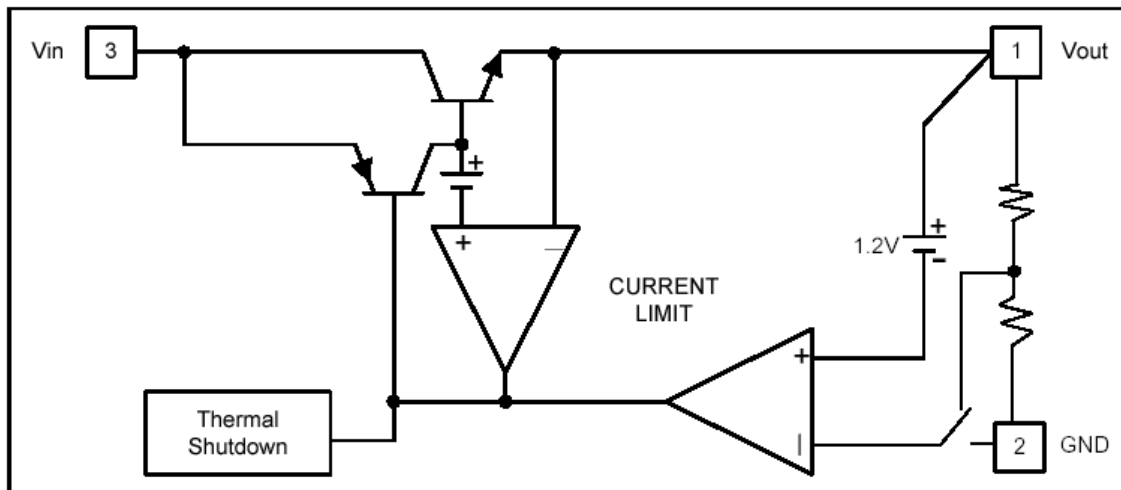 Vin 3
1 Vout
+
+ −
CURRENT
LIMIT
1.2V + -
+
−
Thermal
Shutdown
2 GND